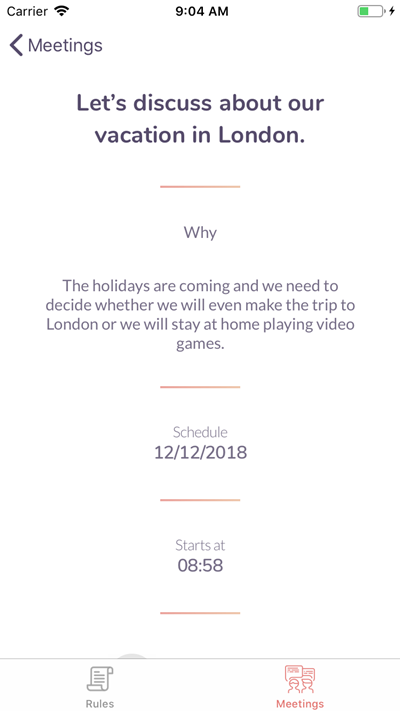 Carrier 9:04 AM
Meetings
Let’s discuss about our
vacation in London.
Why
The holidays are coming and we need to
decide whether we will even make the trip to
London or we will stay at home playing video
games.
Schedule
12/12/2018
Starts at
08:58
Rules Meetings